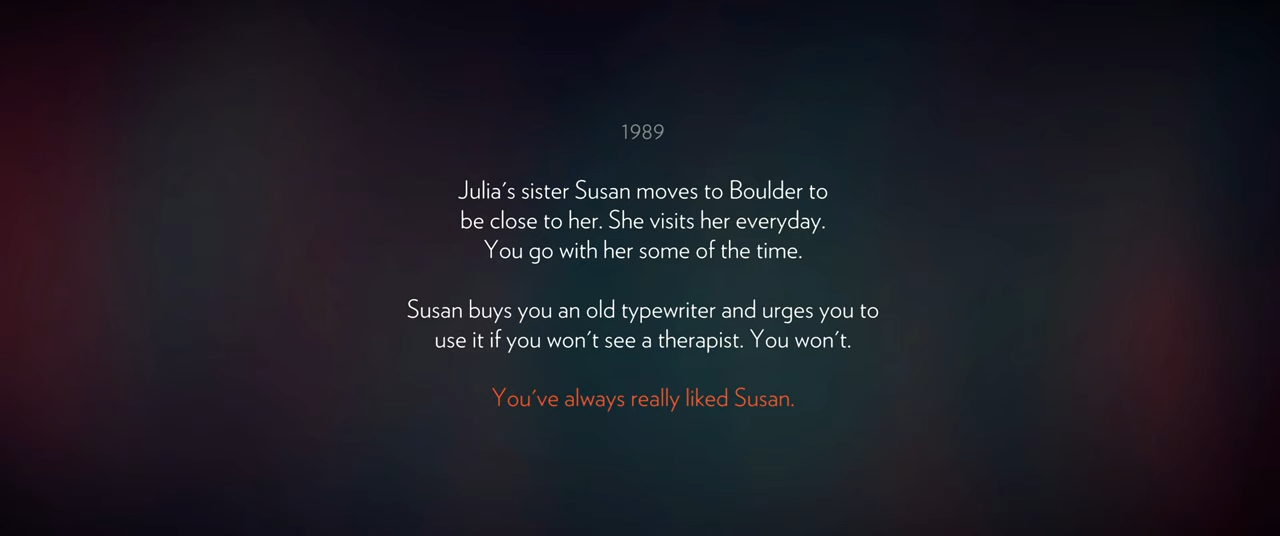 1989
Julia's sister Susan moves to Boulder to
be close to her. She visits her everyday.
You go with her some of the time.
Susan buys you an old typewriter and urges you to
use it if you won't see a therapist. You won't.
You've always really liked Susan.